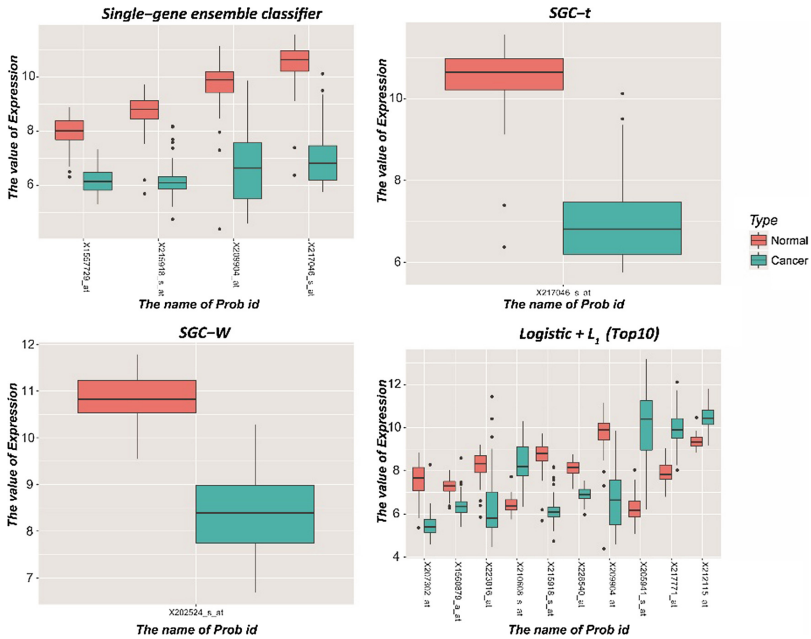 Single-gene ensemble classifier
The value of Expression
10
8
6
X1557729_at
X215918_s_at
X209904_at
X217046_s_at
The name of Prob id
SGC-t
The value of Expression
10
8
6
X217046_s_at
The name of Prob id
Type
Normal
Cancer
SGC-W
The value of Expression
12
11
10
9
8
7
X202524_s_at
The name of Prob id
Logistic + L1 (Top10)
The value of Expression
12
10
8
6
4
X207302_at
X1560879_a_at
X223816_at
X215918_s_at
X228540_at
X209904_at
X217771_at
X212115_at
The name of Prob id